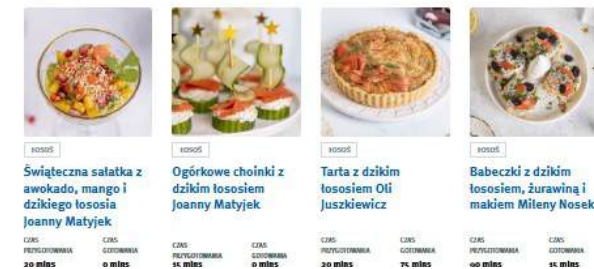 ŁOSOŚ
Świąteczna sałatka z
awokado, mango i
dzikiego łososia
Joanny Matyjek
CZAS
PRZYGOTOWANIA
20 mins
CZAS
GOTOWANIA
0 mins
ŁOSOŚ
Ogórkowe choinki z
dzikim łososiem
Joanny Matyjek
CZAS
PRZYGOTOWANIA
15 mins
CZAS
GOTOWANIA
0 mins
ŁOSOŚ
Tarta z dzikim
łososiem Oli
Juszkiewicz
CZAS
PRZYGOTOWANIA
20 mins
CZAS
GOTOWANIA
75 mins
ŁOSOŚ
Babeczki z dzikim
łososiem, żurawiną i
makiem Mileny Nosek
CZAS
PRZYGOTOWANIA
90 mins
CZAS
GOTOWANIA
15 mins